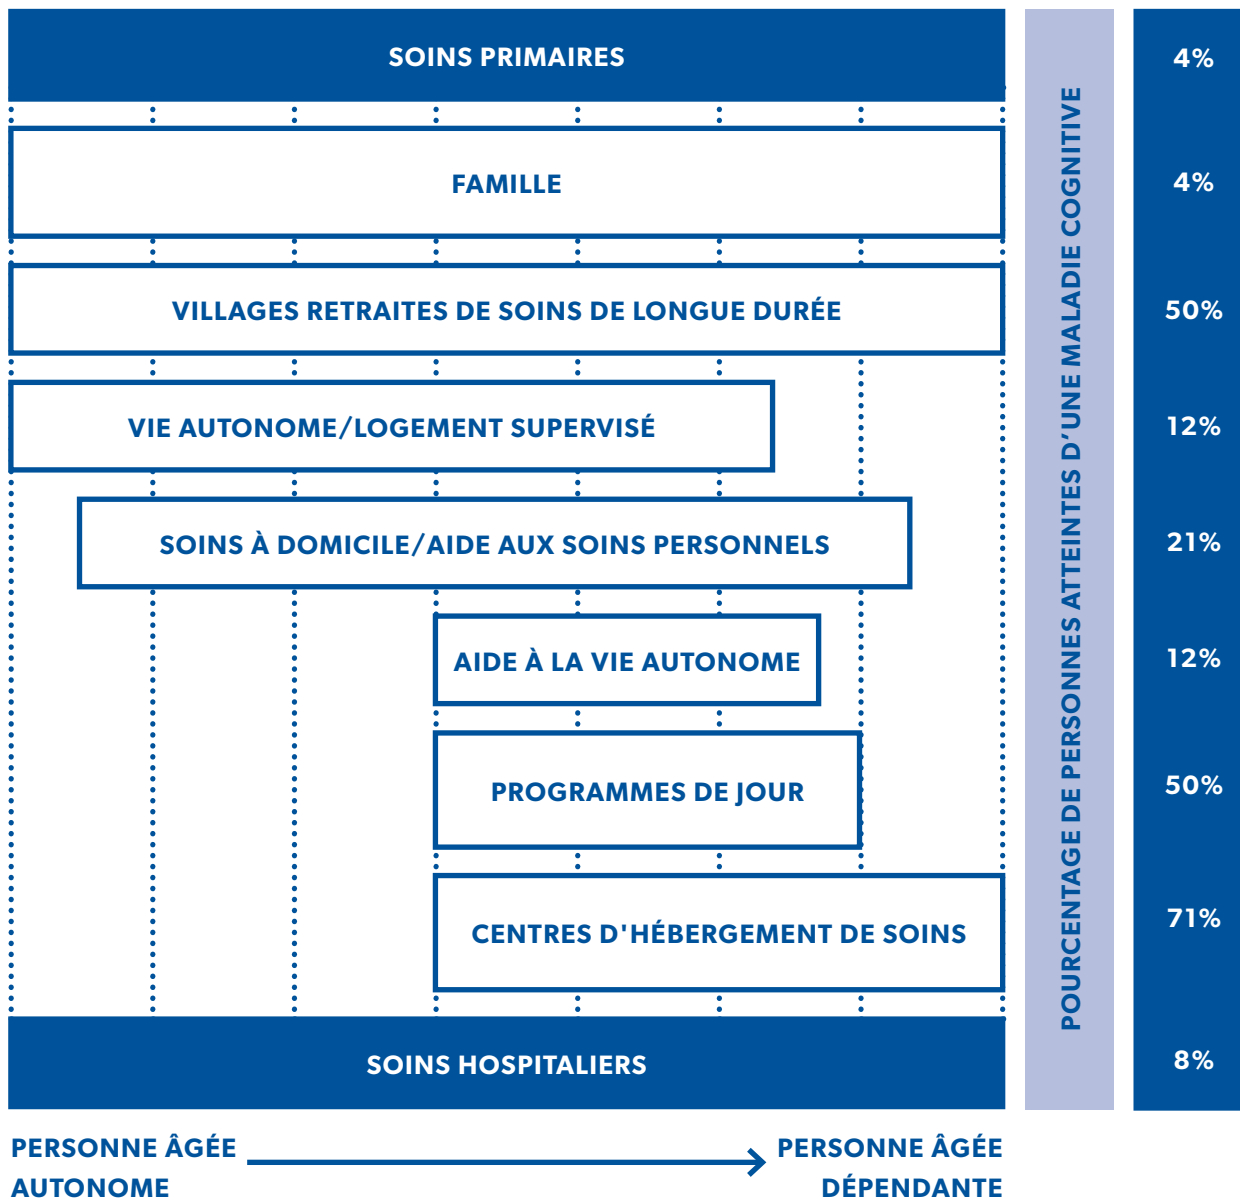 SOINS PRIMAIRES
4%
FAMILLE
4%
VILLAGES RETRAITES DE SOINS DE LONGUE DURÉE
50%
VIE AUTONOME/LOGEMENT SUPERVISÉ
12%
SOINS À DOMICILE/AIDE AUX SOINS PERSONNELS
21%
AIDE À LA VIE AUTONOME
12%
PROGRAMMES DE JOUR
50%
CENTRES D'HÉBERGEMENT DE SOINS
71%
SOINS HOSPITALIERS
8%
POURCENTAGE DE PERSONNES ATTEINTES D’UNE MALADIE COGNITIVE
PERSONNE ÂGÉE
AUTONOME
PERSONNE ÂGÉE
DÉPENDANTE